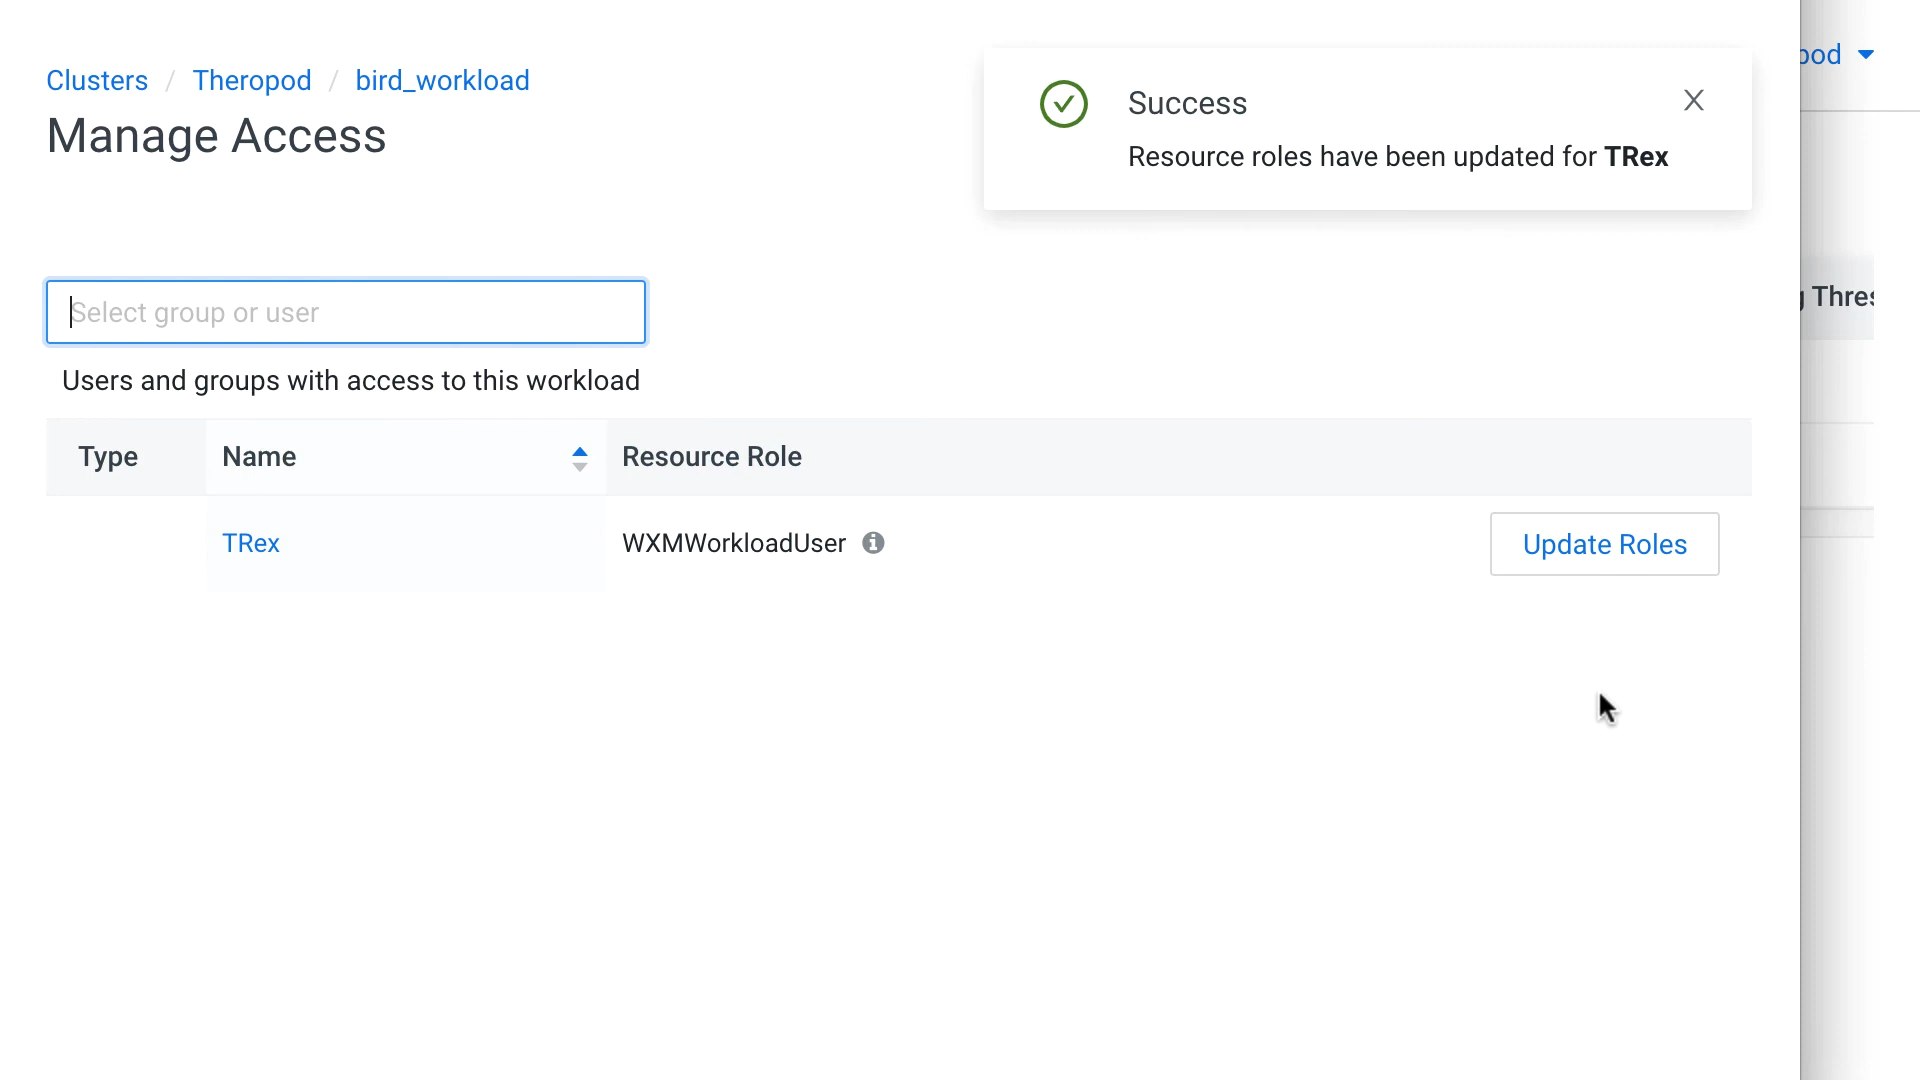 Clusters / Theropod / bird_workload
Manage Access
Success
Resource roles have been updated for TRex
Select group or user
Users and groups with access to this workload
Type Name Resource Role
TRex WXMWorkloadUser Update Roles